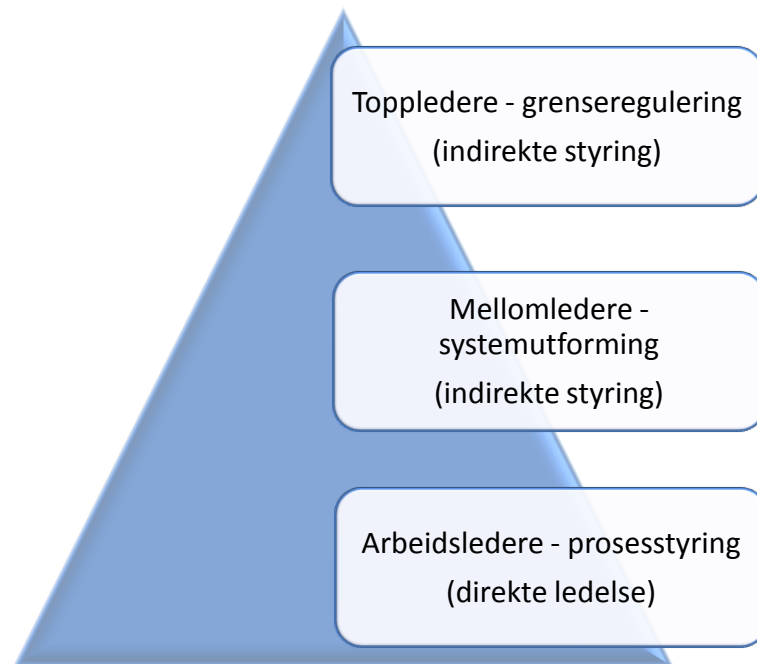 Toppledere - grenseregulering
(indirekte styring)
Mellomledere -
systemutforming
(indirekte styring)
Arbeidsledere - prosesstyring
(direkte ledelse)